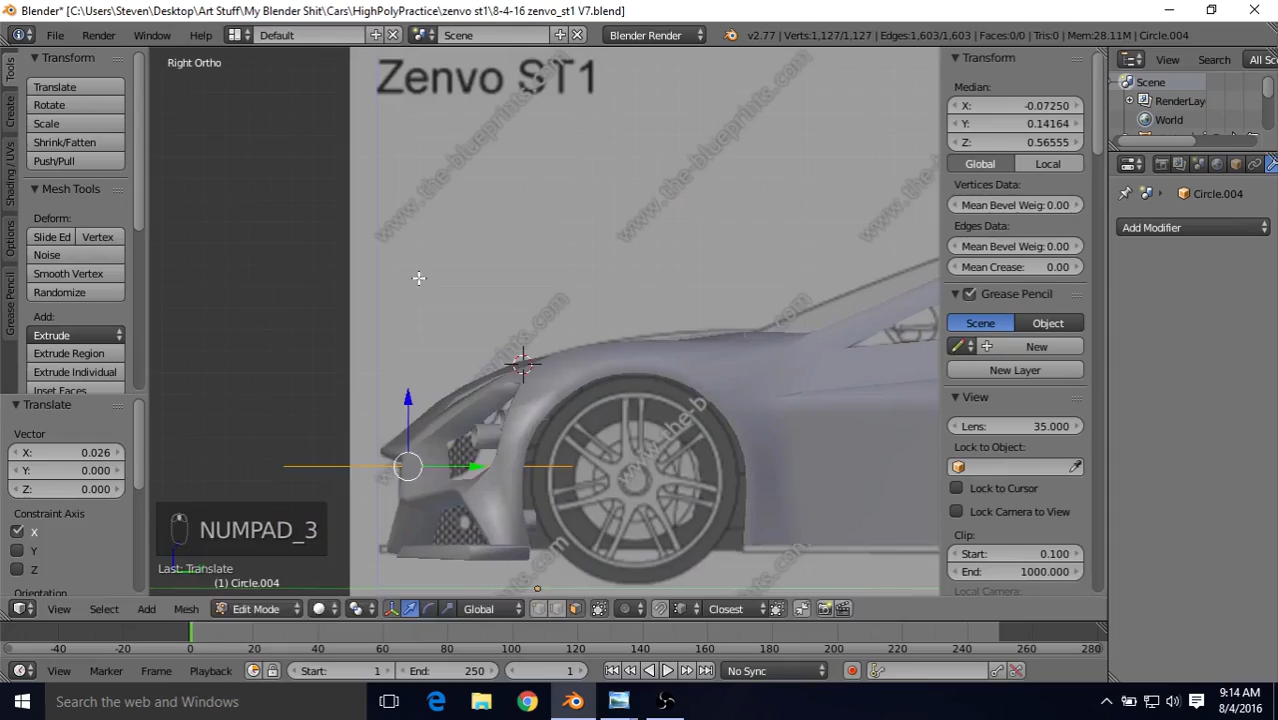 Blender* [C:\Users\Steven\Desktop\Art Stuff\My Blender Shit\Cars\HighPolyPractice\zenvo st1\8-4-16 zenvo_st1 V7.blend]
File Render Window Help Default Scene Blender Render v2.77 | Verts:1,127/1,127 | Edges:1,603/1,603 | Faces:0/0 | Tris:0 | Mem:28.11M | Circle.004
View Search All Sc
Tools
Create
Shading / UVs
Options
Grease Pencil
Transform
Translate
Rotate
Scale
Shrink/Fatten
Push/Pull
Mesh Tools
Deform:
Slide Ed Vertex
Noise
Smooth Vertex
Randomize
Add:
Extrude
Extrude Region
Extrude Individual
Inset Faces
Translate
Vector
X: 0.026
Y: 0.000
Z: 0.000
Constraint Axis
X
Y
Z
Orientation
Right Ortho
Zenvo ST1
www.the-blueprints.com
www.the-blueprints.com
NUMPAD_3
Last: Translate
(1) Circle.004
Transform
Median:
X: -0.07250
Y: 0.14164
Z: 0.56555
Global Local
Vertices Data:
Mean Bevel Weig: 0.00
Edges Data:
Mean Bevel Weig: 0.00
Mean Crease: 0.00
Grease Pencil
Scene Object
New
New Layer
View
Lens: 35.000
Lock to Object:
Lock to Cursor
Lock Camera to View
Clip:
Start: 0.100
End: 1000.000
Local Camera:
Scene
RenderLay
World
Circle.004
Add Modifier
View Select Add Mesh Edit Mode Global Closest
-40 -20 0 20 40 60 80 100 120 140 160 180 200 220 240 260 280
View Marker Frame Playback Start: 1 End: 250 1 No Sync
Search the web and Windows
9:14 AM
8/4/2016